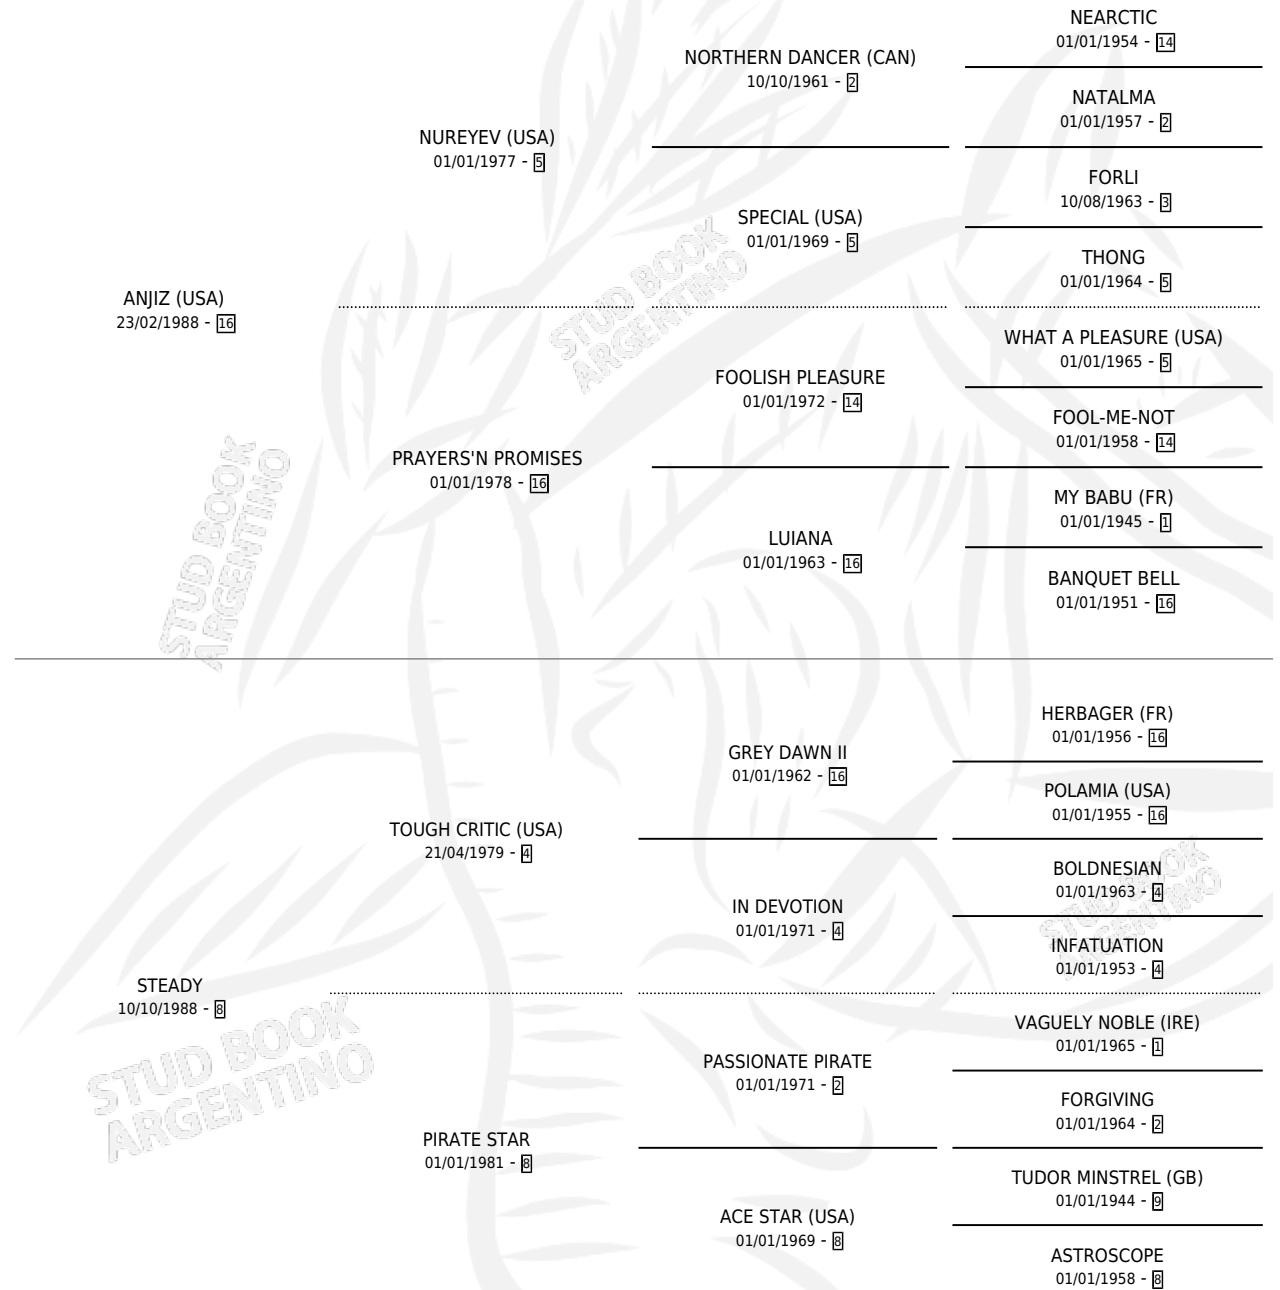 NEARCTIC
01/01/1954 - 14
NORTHERN DANCER (CAN)
10/10/1961 - 2
NATALMA
01/01/1957 - 2
NUREYEV (USA)
01/01/1977 - 5
FORLI
10/08/1963 - 3
SPECIAL (USA)
01/01/1969 - 5
THONG
01/01/1964 - 5
ANJIZ (USA)
23/02/1988 - 16
STUD BOOK
ARGENTINO
WHAT A PLEASURE (USA)
01/01/1965 - 5
FOOLISH PLEASURE
01/01/1972 - 14
FOOL-ME-NOT
01/01/1958 - 14
PRAYERS'N PROMISES
01/01/1978 - 16
MY BABU (FR)
01/01/1945 - 1
LUIANA
01/01/1963 - 16
BANQUET BELL
01/01/1951 - 16
STUD BOOK
ARGENTINO
HERBAGER (FR)
01/01/1956 - 16
GREY DAWN II
01/01/1962 - 16
POLAMIA (USA)
01/01/1955 - 16
TOUGH CRITIC (USA)
21/04/1979 - 4
BOLDNESIAN
01/01/1963 - 4
IN DEVOTION
01/01/1971 - 4
INFATUATION
01/01/1953 - 4
STUD BOOK
ARGENTINO
STEADY
10/10/1988 - 8
STUD BOOK
ARGENTINO
VAGUELY NOBLE (IRE)
01/01/1965 - 1
PASSIONATE PIRATE
01/01/1971 - 2
FORGIVING
01/01/1964 - 2
PIRATE STAR
01/01/1981 - 8
TUDOR MINSTREL (GB)
01/01/1944 - 9
ACE STAR (USA)
01/01/1969 - 8
ASTROSCOPE
01/01/1958 - 8